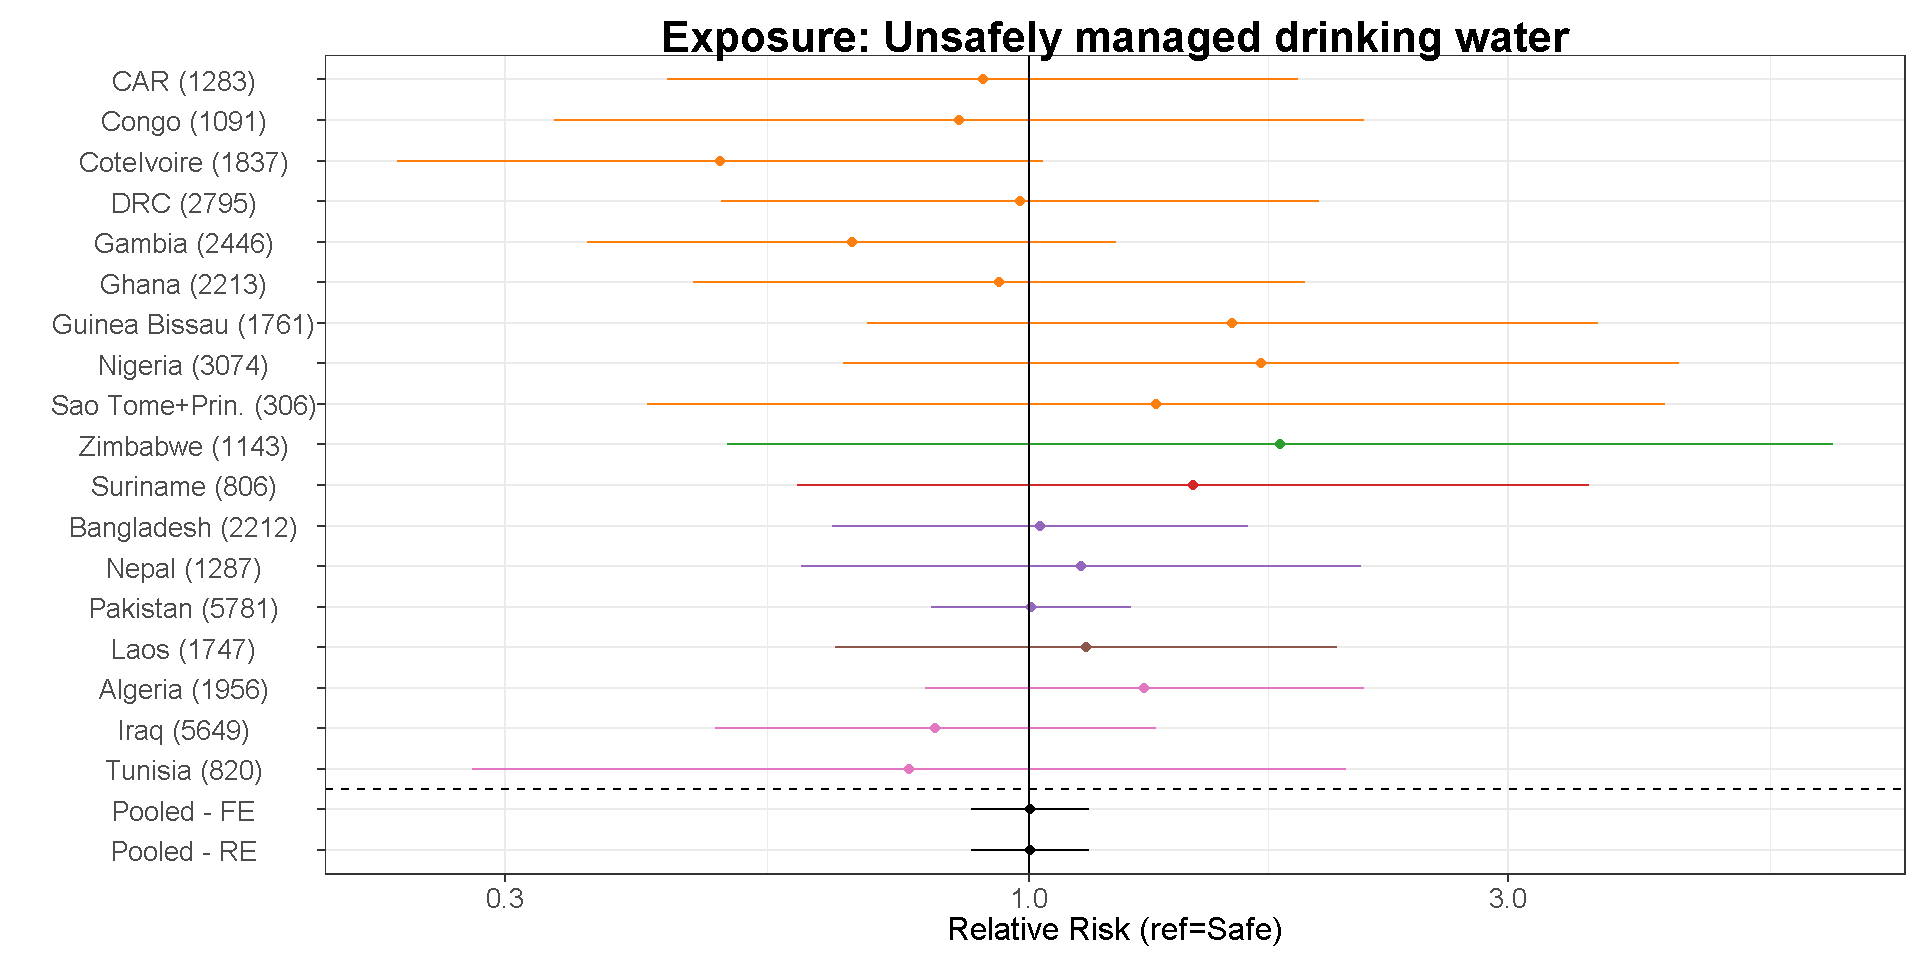 Exposure: Unsafely managed drinking water
CAR (1283)
Congo (1091)
CoteIvoire (1837)
DRC (2795)
Gambia (2446)
Ghana (2213)
Guinea Bissau (1761)
Nigeria (3074)
Sao Tome+Prin. (306)
Zimbabwe (1143)
Suriname (806)
Bangladesh (2212)
Nepal (1287)
Pakistan (5781)
Laos (1747)
Algeria (1956)
Iraq (5649)
Tunisia (820)
Pooled - FE
Pooled - RE
0.3 1.0 3.0
Relative Risk (ref=Safe)